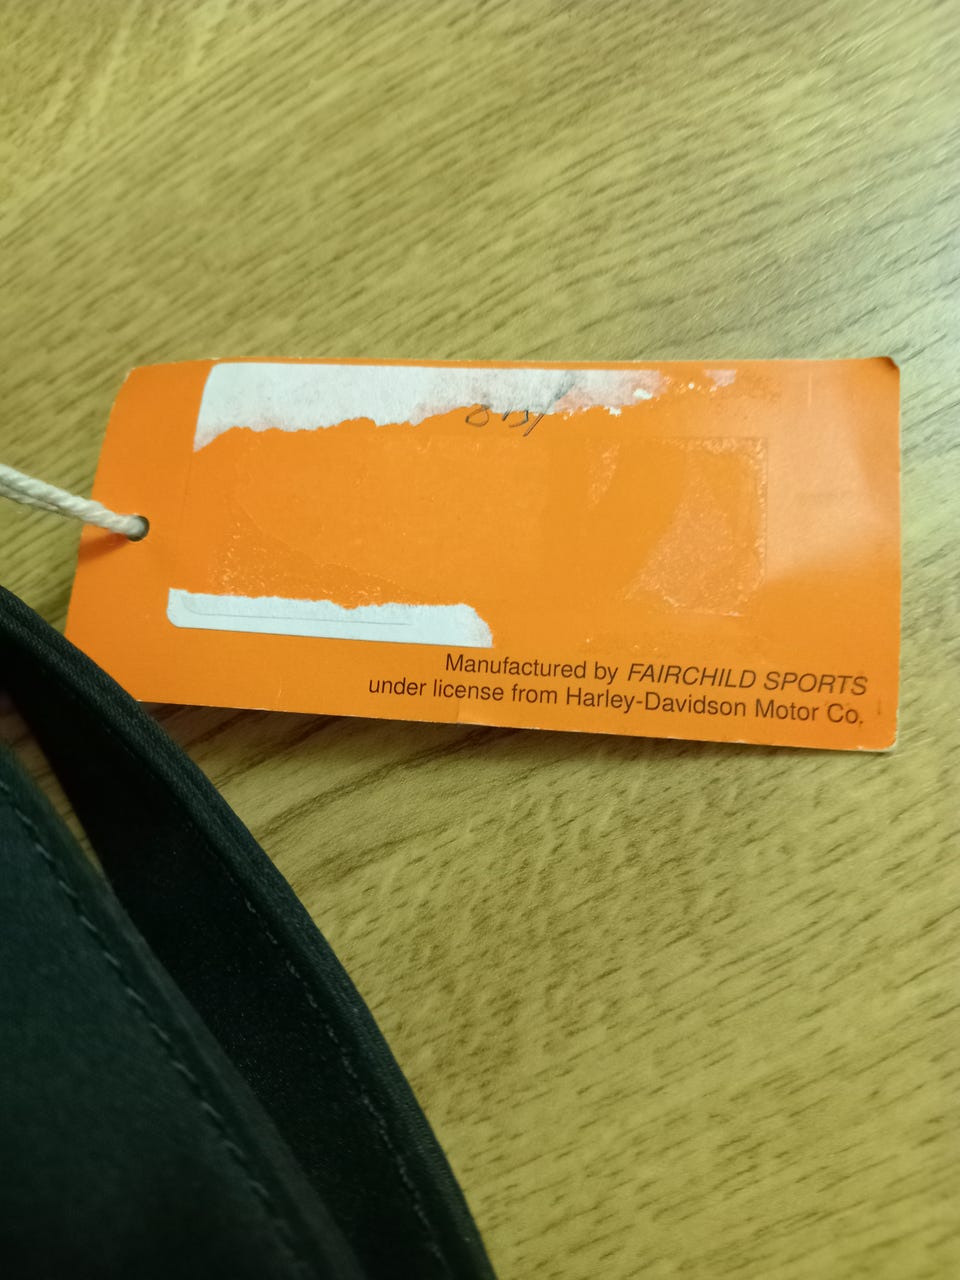 Manufactured by FAIRCHILD SPORTS
under license from Harley-Davidson Motor Co.